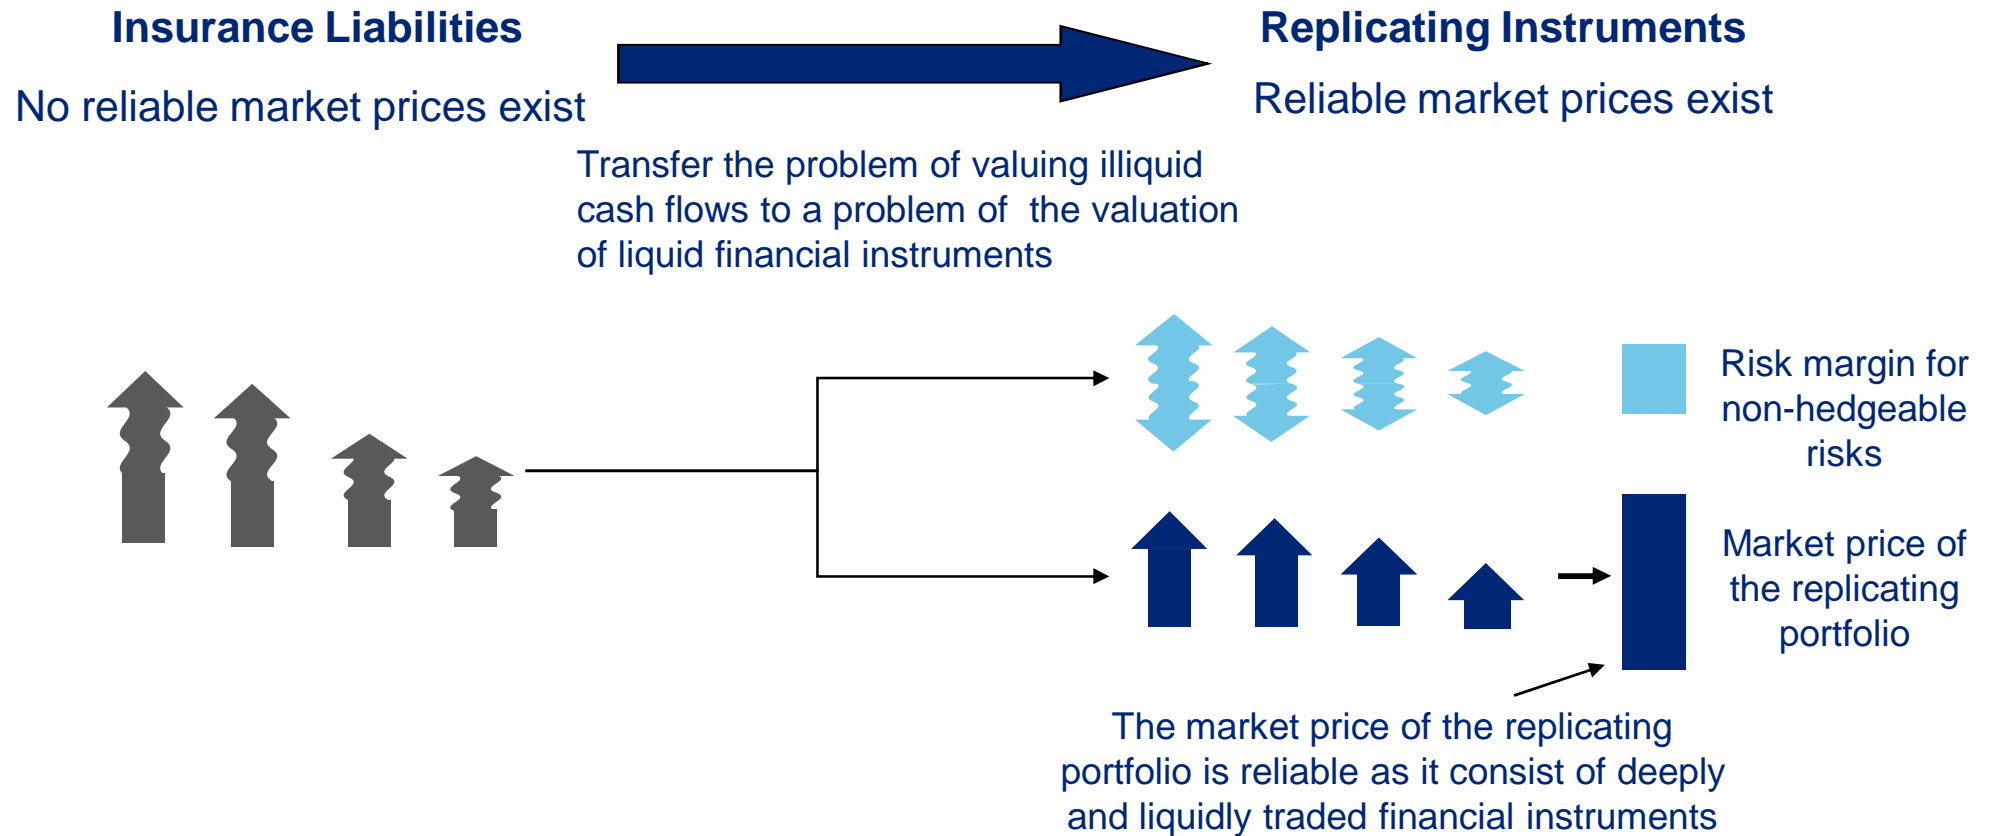 Insurance Liabilities
No reliable market prices exist
Replicating Instruments
Reliable market prices exist
Transfer the problem of valuing illiquid
cash flows to a problem of the valuation
of liquid financial instruments
Risk margin for
non-hedgeable
risks
Market price of
the replicating
portfolio
The market price of the replicating
portfolio is reliable as it consist of deeply
and liquidly traded financial instruments